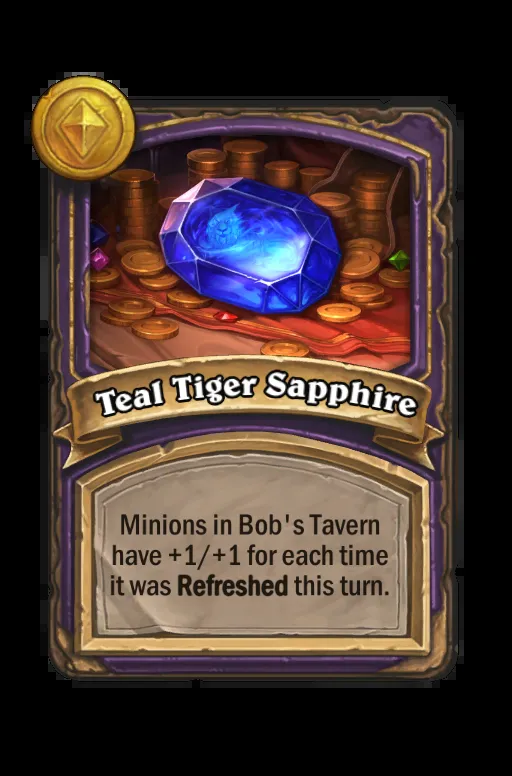 Teal Tiger Sapphire
Minions in Bob's Tavern
have +1/+1 for each time
it was Refreshed this turn.